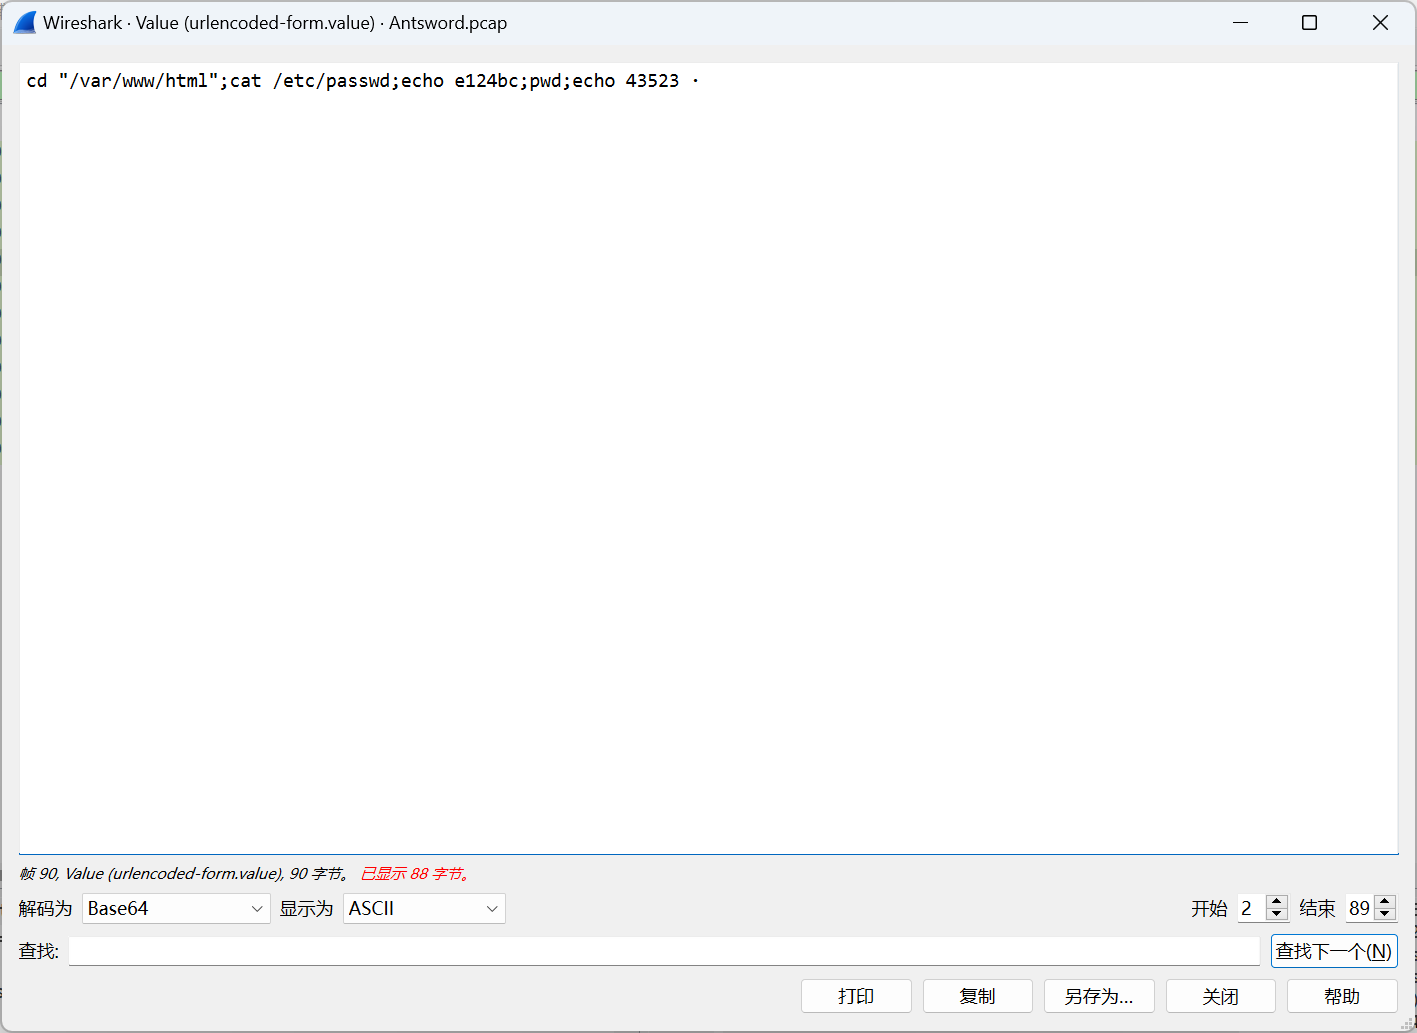 Wireshark · Value (urlencoded-form.value) · Antsword.pcap
cd "/var/www/html";cat /etc/passwd;echo e124bc;pwd;echo 43523 ·
帧 90, Value (urlencoded-form.value), 90 字节。 已显示 88 字节。
解码为 Base64 显示为 ASCII 开始 2 结束 89
查找: 查找下一个(N)
打印 复制 另存为... 关闭 帮助